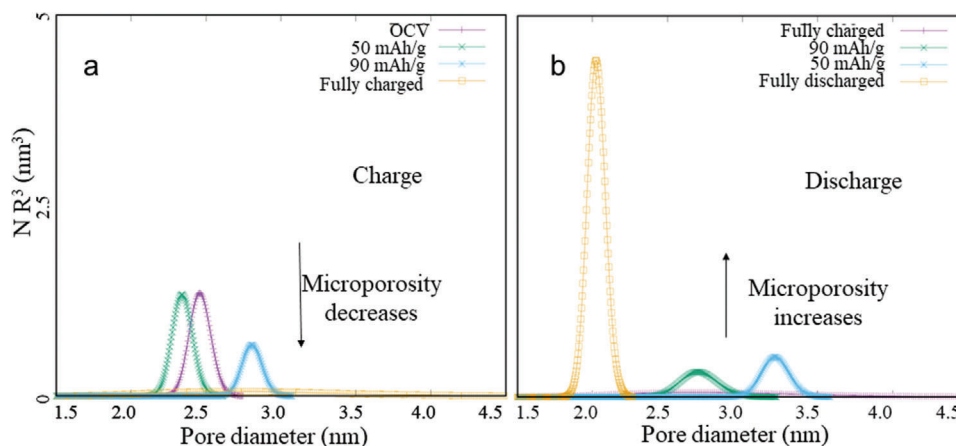 5
2.5
0
N R³ (nm³)
a
OCV
50 mAh/g
90 mAh/g
Fully charged
Charge
Microporosity
decreases
1.5 2.0 2.5 3.0 3.5 4.0 4.5
Pore diameter (nm)
b
Fully charged
90 mAh/g
50 mAh/g
Fully discharged
Discharge
Microporosity
increases
1.5 2.0 2.5 3.0 3.5 4.0 4.5
Pore diameter (nm)